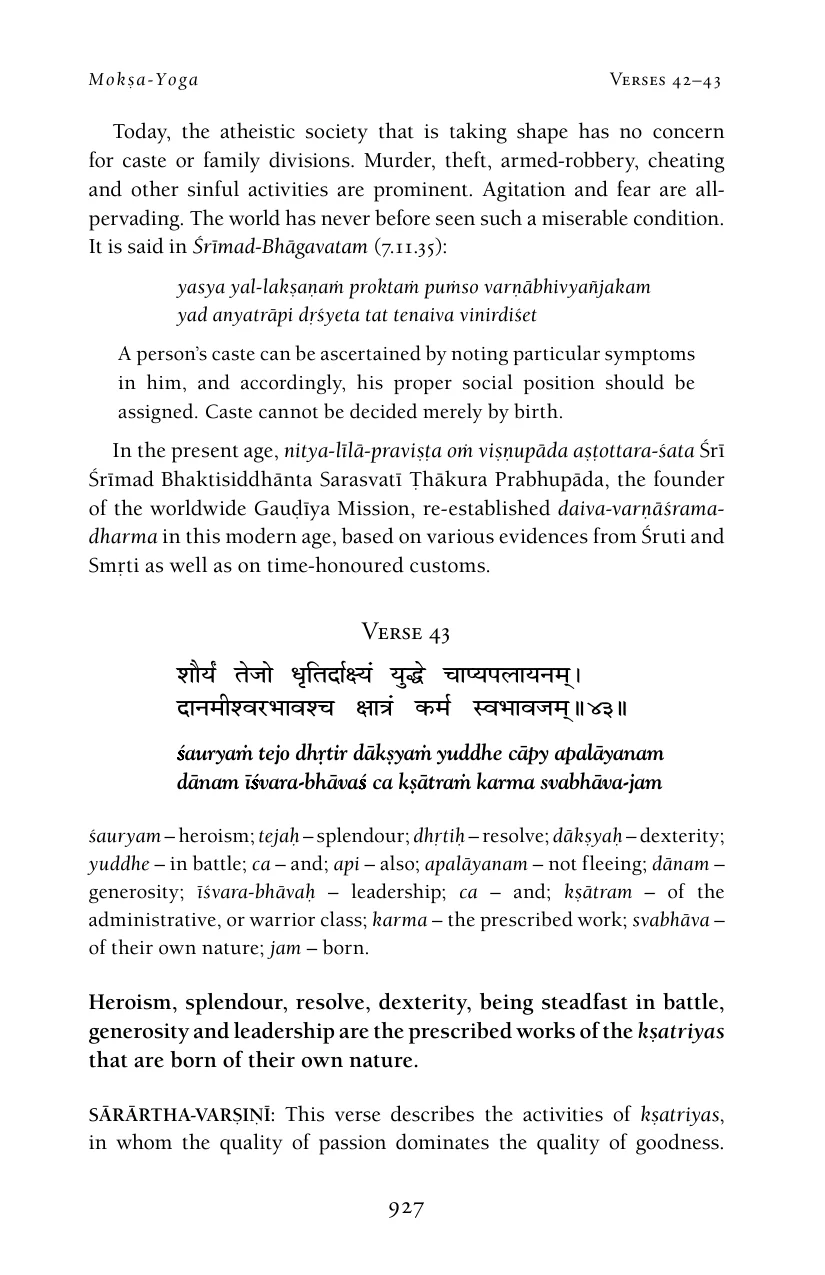 Mokṣa-Yoga Verses 42–43
Today, the atheistic society that is taking shape has no concern
for caste or family divisions. Murder, theft, armed-robbery, cheating
and other sinful activities are prominent. Agitation and fear are all-
pervading. The world has never before seen such a miserable condition.
It is said in Śrīmad-Bhāgavatam (7.11.35):
yasya yal-lakṣaṇaṁ proktaṁ puṁso varṇābhivyañjakam
yad anyatrāpi dṛśyeta tat tenaiva vinirdiśet
A person’s caste can be ascertained by noting particular symptoms
in him, and accordingly, his proper social position should be
assigned. Caste cannot be decided merely by birth.
In the present age, nitya-līlā-praviṣṭa oṁ viṣṇupāda aṣṭottara-śata Śrī
Śrīmad Bhaktisiddhānta Sarasvatī Ṭhākura Prabhupāda, the founder
of the worldwide Gauḍīya Mission, re-established daiva-varṇāśrama-
dharma in this modern age, based on various evidences from Śruti and
Smṛti as well as on time-honoured customs.
Verse 43
शौर्यं तेजो धृतिर्दाक्ष्यं युद्धे चाप्यपलायनम्।
दानमीश्वरभावश्च क्षात्रं कर्म स्वभावजम्॥४३॥
śauryaṁ tejo dhṛtir dākṣyaṁ yuddhe cāpy apalāyanam
dānam īśvara-bhāvaś ca kṣātraṁ karma svabhāva-jam
śauryam – heroism; tejaḥ – splendour; dhṛtiḥ – resolve; dākṣyaḥ – dexterity;
yuddhe – in battle; ca – and; api – also; apalāyanam – not fleeing; dānam –
generosity; īśvara-bhāvaḥ – leadership; ca – and; kṣātram – of the
administrative, or warrior class; karma – the prescribed work; svabhāva –
of their own nature; jam – born.
Heroism, splendour, resolve, dexterity, being steadfast in battle,
generosity and leadership are the prescribed works of the kṣatriyas
that are born of their own nature.
SĀRĀRTHA-VARṢIṆĪ: This verse describes the activities of kṣatriyas,
in whom the quality of passion dominates the quality of goodness.
927